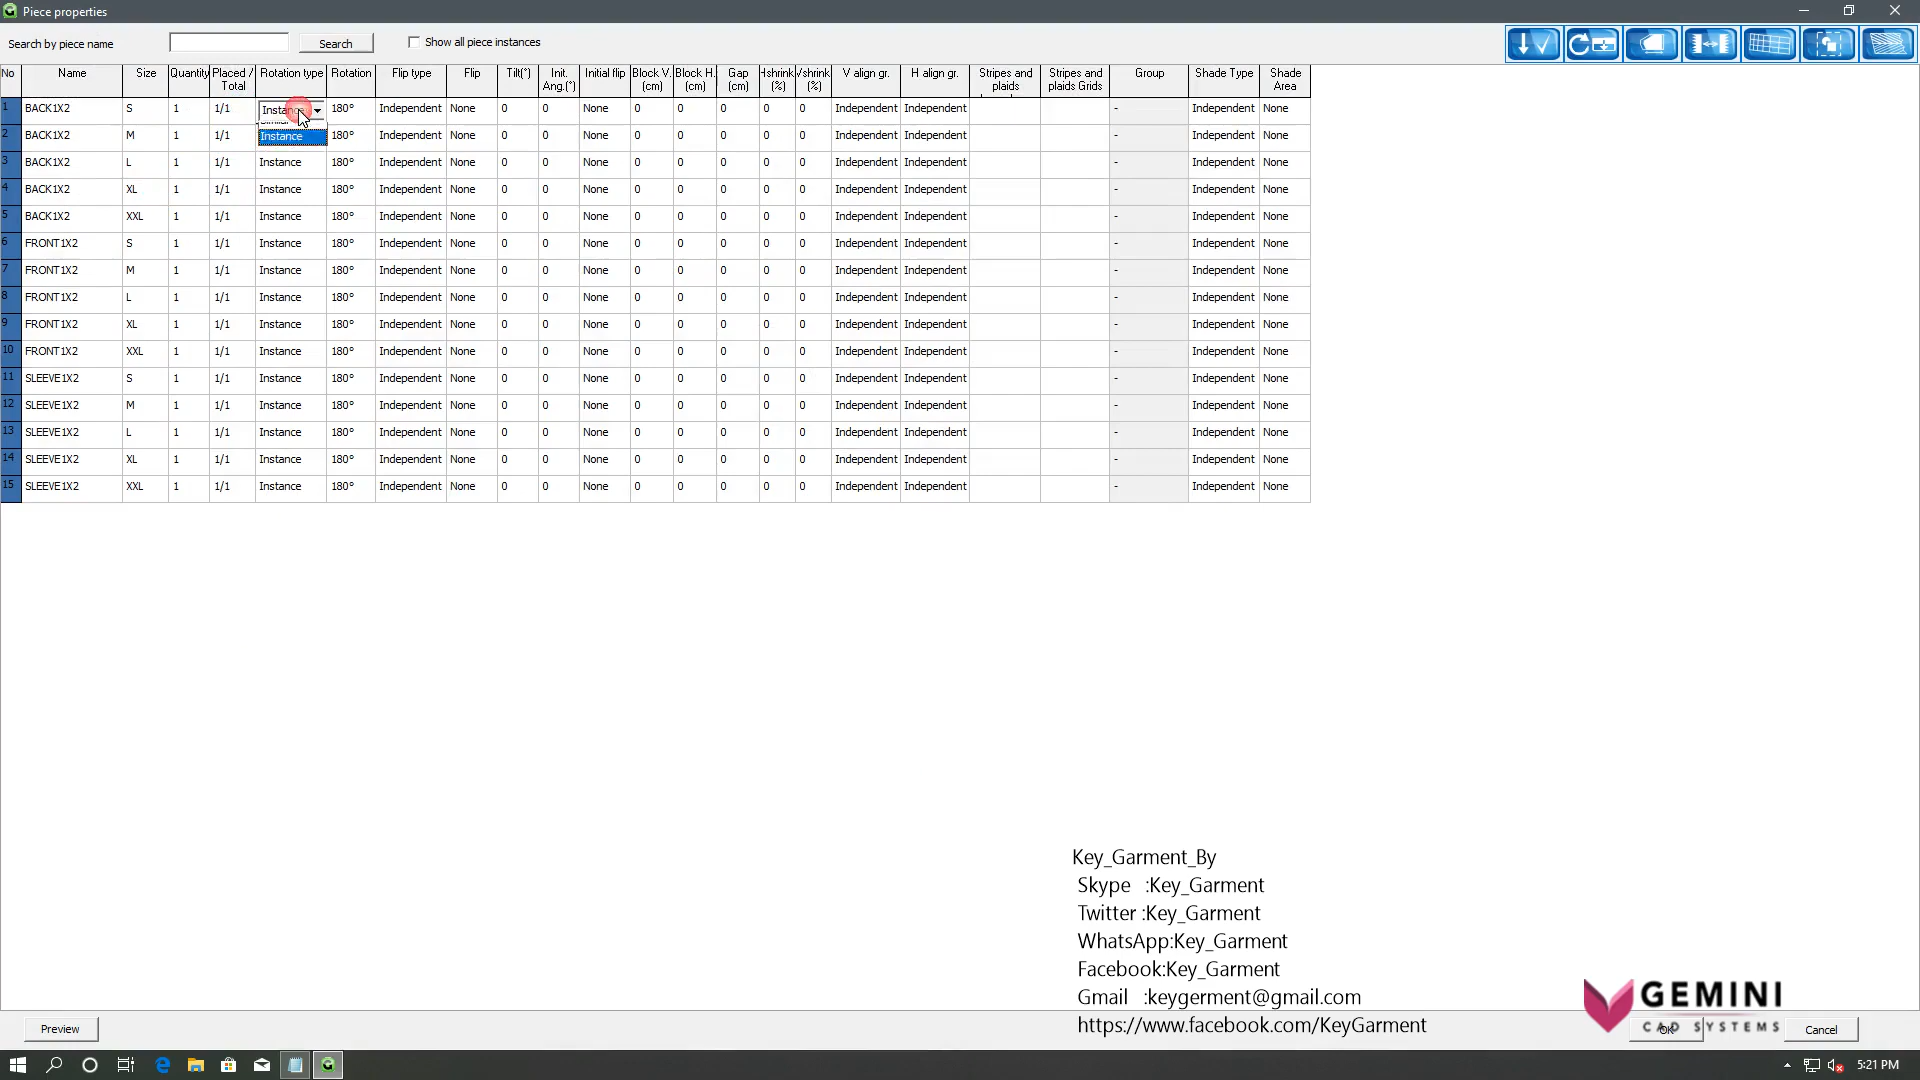 Piece properties
Search by piece name Search Show all piece instances
No Name Size Quantity Placed / Total Rotation type Rotation Flip type Flip Tilt(°) Init. Ang.(°) Initial flip Block V. (cm) Block H. (cm) Gap (cm) Hshrink (%) Vshrink (%) V align gr. H align gr. Stripes and plaids Stripes and plaids Grids Group Shade Type Shade Area
1 BACK1X2 S 1 1/1 Instance 180° Independent None 0 0 None 0 0 0 0 0 Independent Independent - Independent None
Instance
2 BACK1X2 M 1 1/1 180° Independent None 0 0 None 0 0 0 0 0 Independent Independent - Independent None
3 BACK1X2 L 1 1/1 Instance 180° Independent None 0 0 None 0 0 0 0 0 Independent Independent - Independent None
4 BACK1X2 XL 1 1/1 Instance 180° Independent None 0 0 None 0 0 0 0 0 Independent Independent - Independent None
5 BACK1X2 XXL 1 1/1 Instance 180° Independent None 0 0 None 0 0 0 0 0 Independent Independent - Independent None
6 FRONT1X2 S 1 1/1 Instance 180° Independent None 0 0 None 0 0 0 0 0 Independent Independent - Independent None
7 FRONT1X2 M 1 1/1 Instance 180° Independent None 0 0 None 0 0 0 0 0 Independent Independent - Independent None
8 FRONT1X2 L 1 1/1 Instance 180° Independent None 0 0 None 0 0 0 0 0 Independent Independent - Independent None
9 FRONT1X2 XL 1 1/1 Instance 180° Independent None 0 0 None 0 0 0 0 0 Independent Independent - Independent None
10 FRONT1X2 XXL 1 1/1 Instance 180° Independent None 0 0 None 0 0 0 0 0 Independent Independent - Independent None
11 SLEEVE1X2 S 1 1/1 Instance 180° Independent None 0 0 None 0 0 0 0 0 Independent Independent - Independent None
12 SLEEVE1X2 M 1 1/1 Instance 180° Independent None 0 0 None 0 0 0 0 0 Independent Independent - Independent None
13 SLEEVE1X2 L 1 1/1 Instance 180° Independent None 0 0 None 0 0 0 0 0 Independent Independent - Independent None
14 SLEEVE1X2 XL 1 1/1 Instance 180° Independent None 0 0 None 0 0 0 0 0 Independent Independent - Independent None
15 SLEEVE1X2 XXL 1 1/1 Instance 180° Independent None 0 0 None 0 0 0 0 0 Independent Independent - Independent None
Key_Garment_By
Skype :Key_Garment
Twitter :Key_Garment
WhatsApp:Key_Garment
Facebook:Key_Garment
Gmail :keygerment@gmail.com
https://www.facebook.com/KeyGarment
GEMINI
CAD SYSTEMS
Preview OK Cancel
5:21 PM